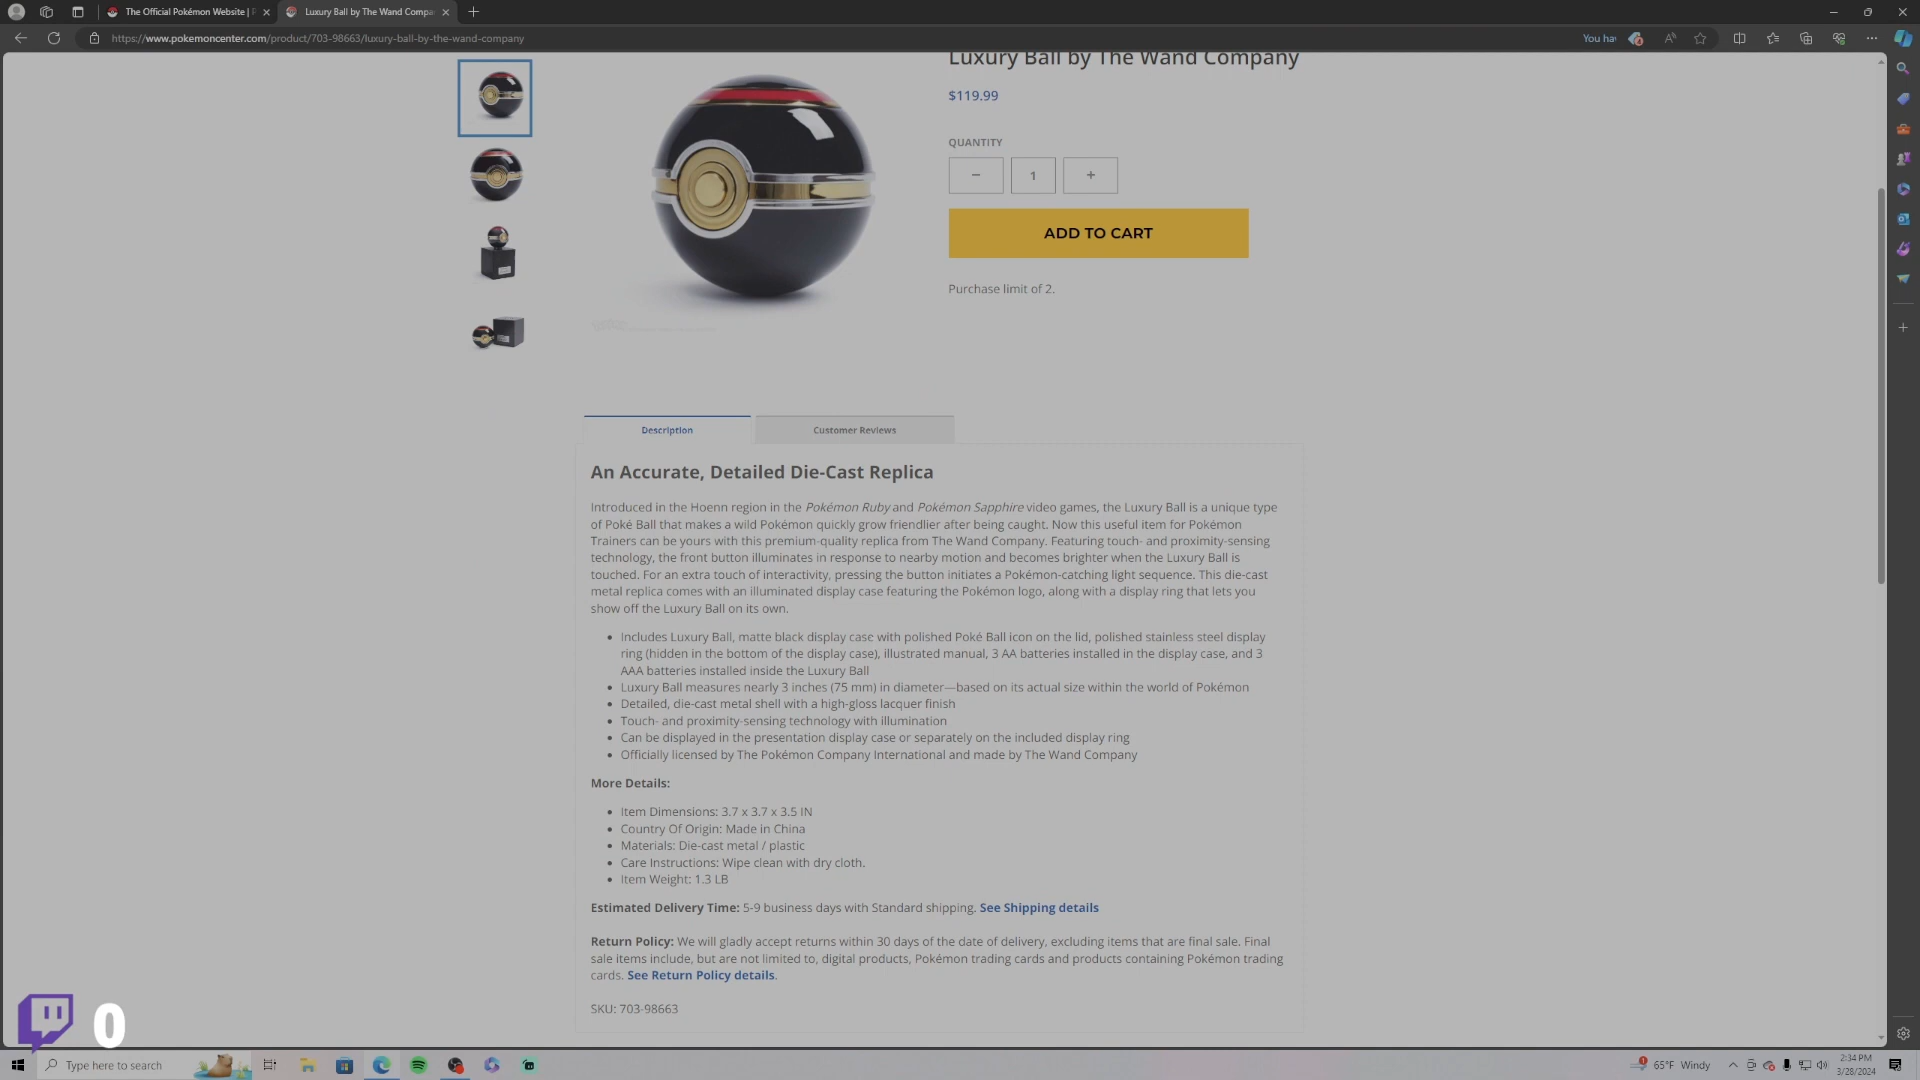 The Official Pokémon Website |
Luxury Ball by The Wand Compa
https://www.pokemoncenter.com/product/703-98663/luxury-ball-by-the-wand-company
You ha
Luxury Ball by The Wand Company
$119.99
QUANTITY
− 1 +
ADD TO CART
Purchase limit of 2.
Description
Customer Reviews
An Accurate, Detailed Die-Cast Replica
Introduced in the Hoenn region in the Pokémon Ruby and Pokémon Sapphire video games, the Luxury Ball is a unique type
of Poké Ball that makes a wild Pokémon quickly grow friendlier after being caught. Now this useful item for Pokémon
Trainers can be yours with this premium-quality replica from The Wand Company. Featuring touch- and proximity-sensing
technology, the front button illuminates in response to nearby motion and becomes brighter when the Luxury Ball is
touched. For an extra touch of interactivity, pressing the button initiates a Pokémon-catching light sequence. This die-cast
metal replica comes with an illuminated display case featuring the Pokémon logo, along with a display ring that lets you
show off the Luxury Ball on its own.
• Includes Luxury Ball, matte black display case with polished Poké Ball icon on the lid, polished stainless steel display
ring (hidden in the bottom of the display case), illustrated manual, 3 AA batteries installed in the display case, and 3
AAA batteries installed inside the Luxury Ball
• Luxury Ball measures nearly 3 inches (75 mm) in diameter—based on its actual size within the world of Pokémon
• Detailed, die-cast metal shell with a high-gloss lacquer finish
• Touch- and proximity-sensing technology with illumination
• Can be displayed in the presentation display case or separately on the included display ring
• Officially licensed by The Pokémon Company International and made by The Wand Company
More Details:
• Item Dimensions: 3.7 x 3.7 x 3.5 IN
• Country Of Origin: Made in China
• Materials: Die-cast metal / plastic
• Care Instructions: Wipe clean with dry cloth.
• Item Weight: 1.3 LB
Estimated Delivery Time: 5-9 business days with Standard shipping. See Shipping details
Return Policy: We will gladly accept returns within 30 days of the date of delivery, excluding items that are final sale. Final
sale items include, but are not limited to, digital products, Pokémon trading cards and products containing Pokémon trading
cards. See Return Policy details.
SKU: 703-98663
0
Type here to search
65°F Windy
2:34 PM
3/28/2024